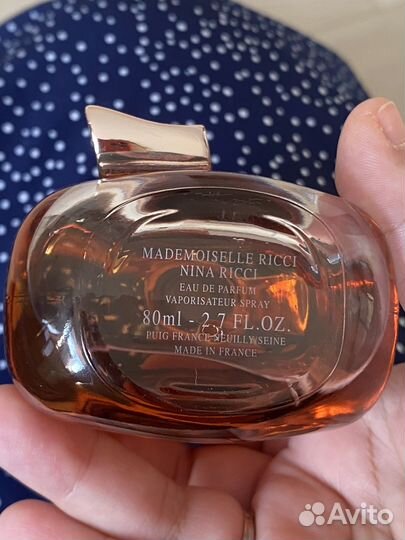 MADEMOISELLE RICCI
NINA RICCI
EAU DE PARFUM
VAPORISATEUR SPRAY
80ml - 2.7 FL.OZ.
PUIG FRANCE NEUILLY/SEINE
MADE IN FRANCE
Avito